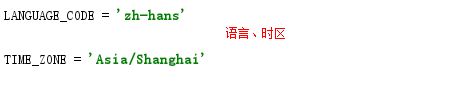 LANGUAGE_CODE = 'zh-hans'
语言、时区
TIME_ZONE = 'Asia/Shanghai'